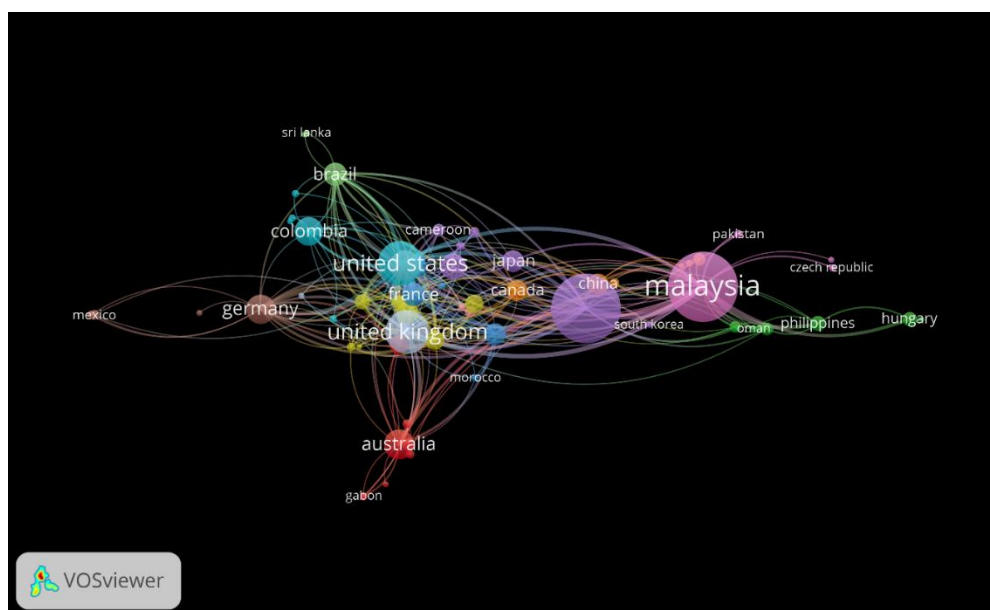 sri lanka
brazil
colombia
cameroon
pakistan
united states
japan
czech republic
malaysia
china
canada
france
germany
mexico
hungary
philippines
south korea
oman
united kingdom
morocco
australia
gabon
VOSviewer